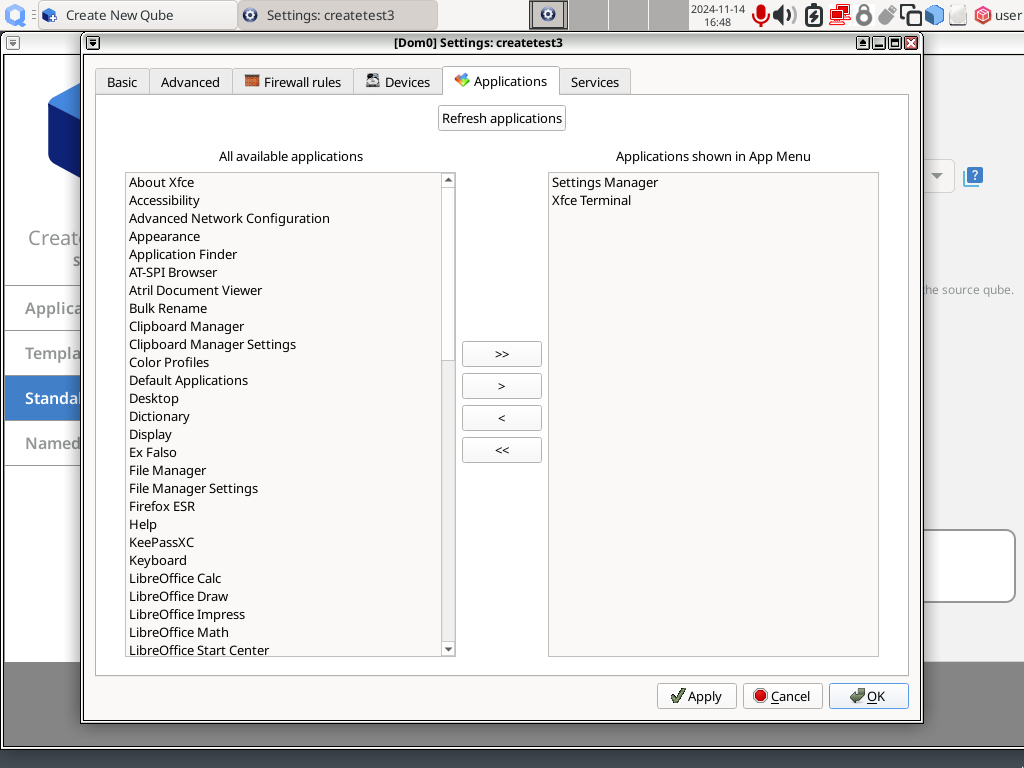 Create New Qube
Settings: createtest3
2024-11-14
16:48
user
[Dom0] Settings: createtest3
Basic
Advanced
Firewall rules
Devices
Applications
Services
Refresh applications
All available applications
Applications shown in App Menu
About Xfce
Accessibility
Advanced Network Configuration
Appearance
Application Finder
AT-SPI Browser
Atril Document Viewer
Bulk Rename
Clipboard Manager
Clipboard Manager Settings
Color Profiles
Default Applications
Desktop
Dictionary
Display
Ex Falso
File Manager
File Manager Settings
Firefox ESR
Help
KeePassXC
Keyboard
LibreOffice Calc
LibreOffice Draw
LibreOffice Impress
LibreOffice Math
LibreOffice Start Center
>>
>
<
<<
Settings Manager
Xfce Terminal
Apply
Cancel
OK
Create
Applica
Templa
Standa
Named
?
the source qube.